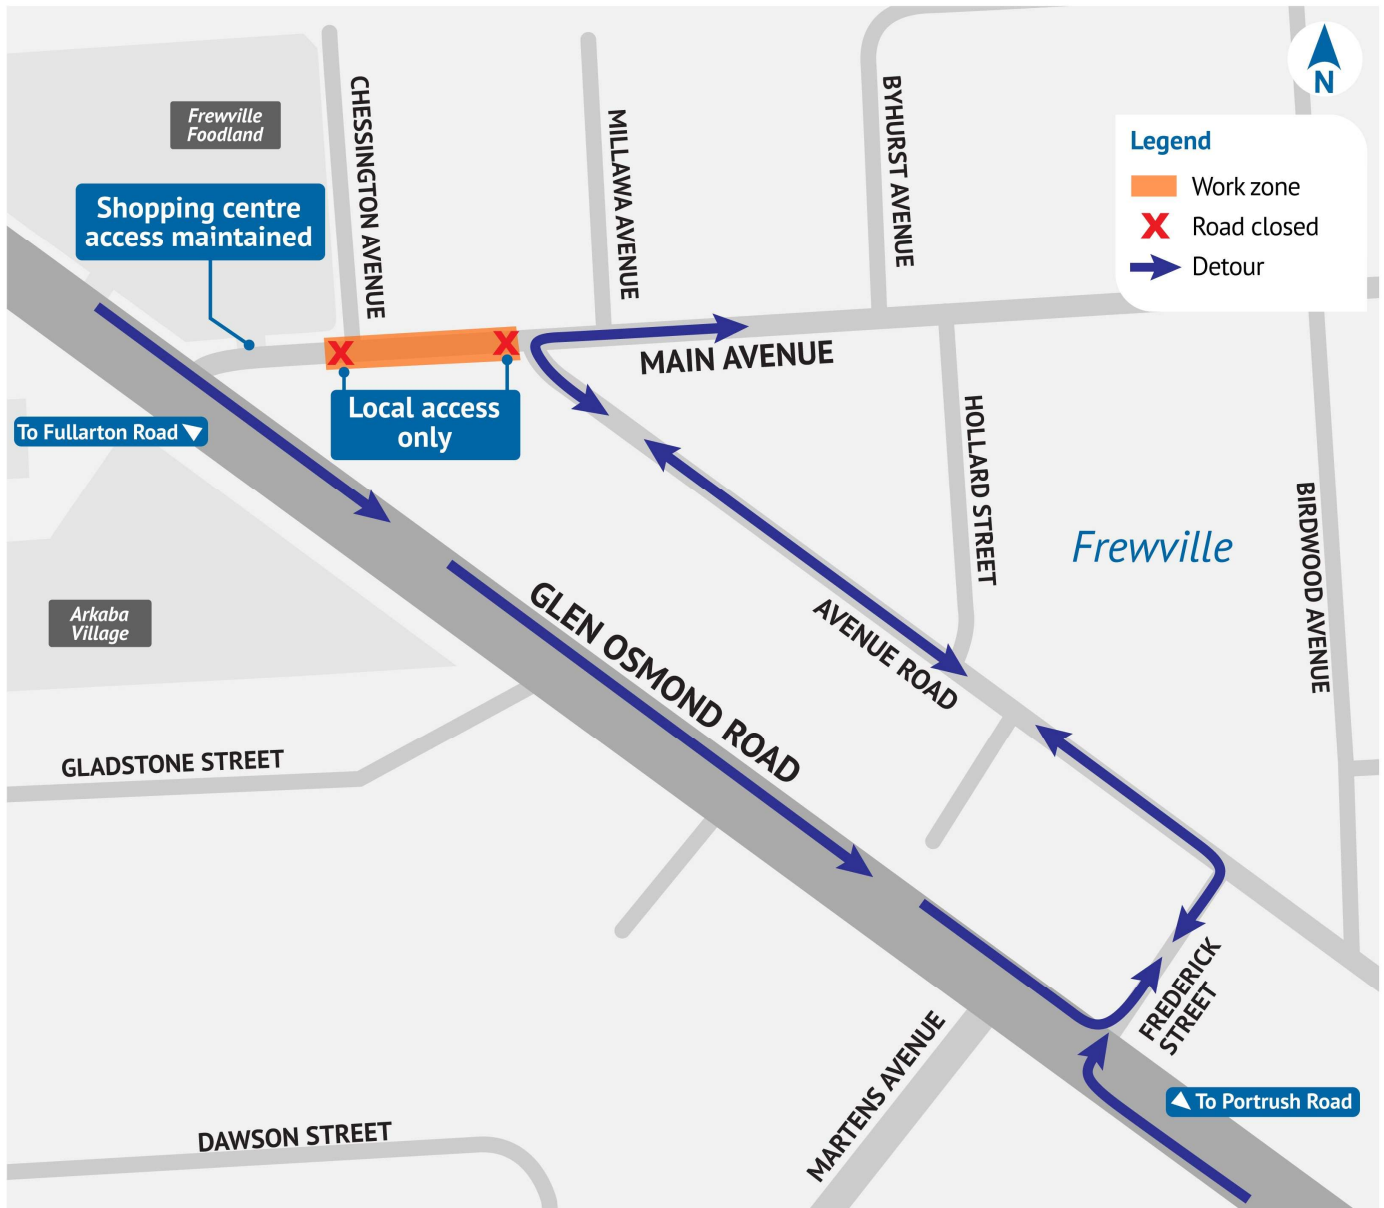 N
Frewville
Foodland
CHESSINGTON AVENUE
MILLAWA AVENUE
BYHURST AVENUE
Legend
Work zone
Road closed
Detour
Shopping centre
access maintained
MAIN AVENUE
Local access
only
To Fullarton Road
HOLLARD STREET
BIRDWOOD AVENUE
Frewville
Arkaba
Village
GLEN OSMOND ROAD
AVENUE ROAD
GLADSTONE STREET
FREDERICK
STREET
MARTENS AVENUE
To Portrush Road
DAWSON STREET